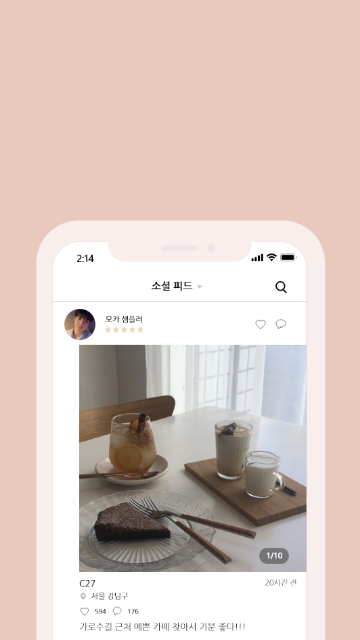 2:14
소셜 피드
모카 샘플러
1/10
C27
20시간 전
서울 강남구
594 176
가로수길 근처 예쁜 카페 찾아서 기분 좋다!!!